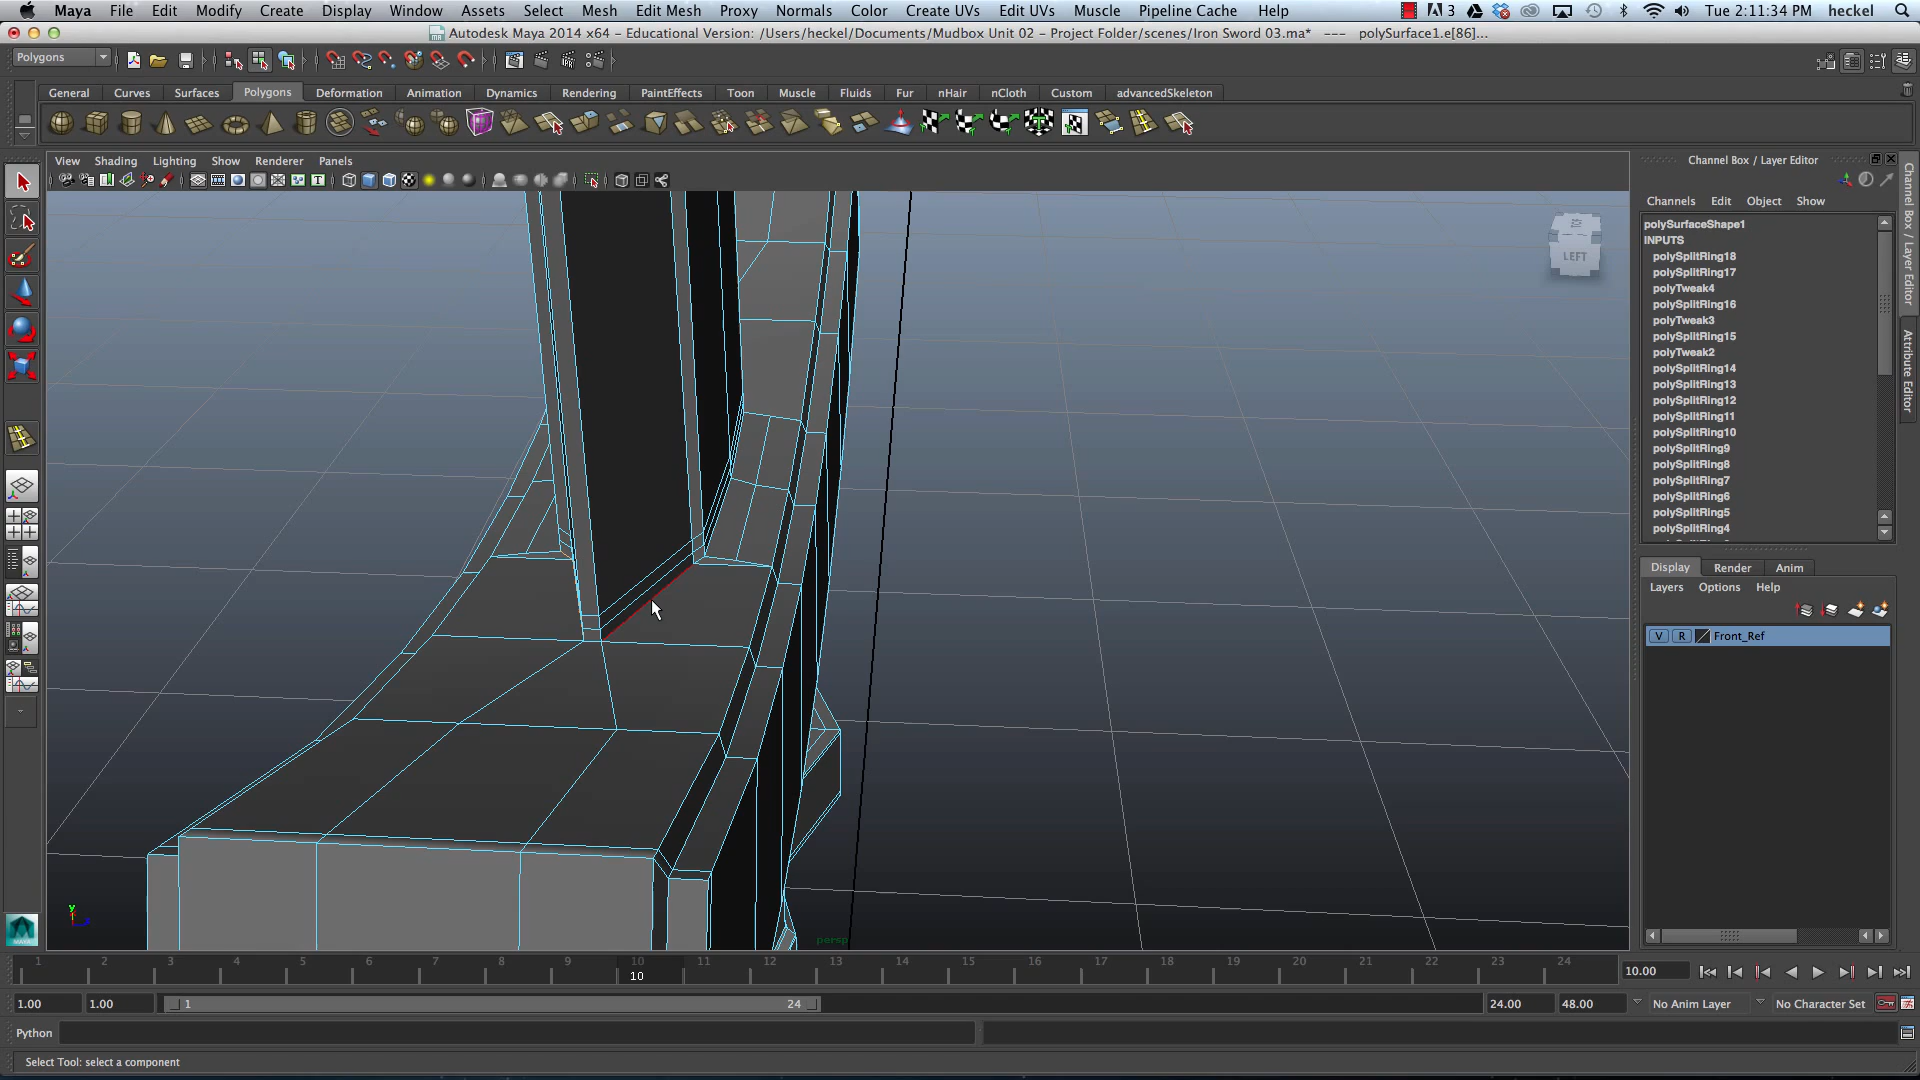 Maya File Edit Modify Create Display Window Assets Select Mesh Edit Mesh Proxy Normals Color Create UVs Edit UVs Muscle Pipeline Cache Help 3 Tue 2:11:34 PM heckel
Autodesk Maya 2014 x64 - Educational Version: /Users/heckel/Documents/Mudbox Unit 02 - Project Folder/scenes/Iron Sword 03.ma* --- polySurface1.e[86]...
Polygons
General Curves Surfaces Polygons Deformation Animation Dynamics Rendering PaintEffects Toon Muscle Fluids Fur nHair nCloth Custom advancedSkeleton
View Shading Lighting Show Renderer Panels
Channel Box / Layer Editor
Channels Edit Object Show
polySurfaceShape1
INPUTS
polySplitRing18
polySplitRing17
polyTweak4
polySplitRing16
polyTweak3
polySplitRing15
polyTweak2
polySplitRing14
polySplitRing13
polySplitRing12
polySplitRing11
polySplitRing10
polySplitRing9
polySplitRing8
polySplitRing7
polySplitRing6
polySplitRing5
polySplitRing4
Channel Box / Layer Editor
Attribute Editor
LEFT
Display Render Anim
Layers Options Help
V R Front_Ref
y
persp
1 2 3 4 5 6 7 8 9 10 11 12 13 14 15 16 17 18 19 20 21 22 23 24
10
10.00
1.00 1.00 1 24 24.00 48.00 No Anim Layer No Character Set
Python
Select Tool: select a component